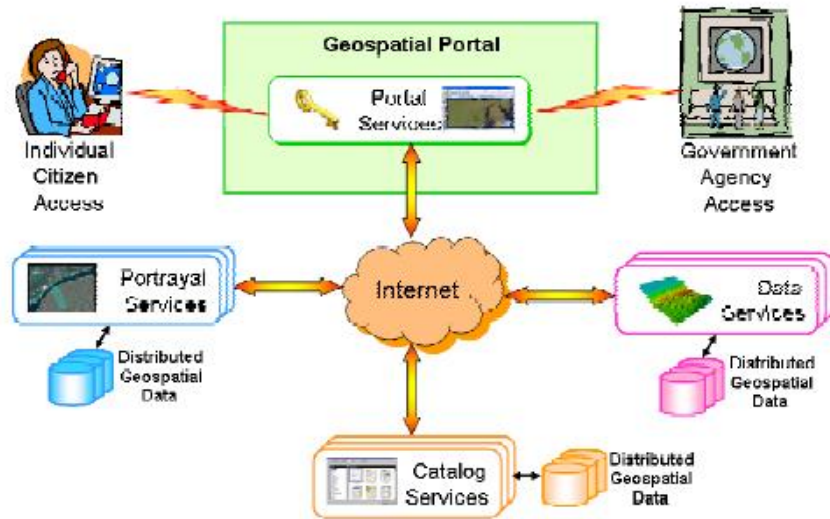 Geospatial Portal
Portal
Services
Individual
Citizen
Access
Government
Agency
Access
Portrayal
Services
Internet
Data
Services
Distributed
Geospatial
Data
Distributed
Geospatial
Data
Catalog
Services
Distributed
Geospatial
Data